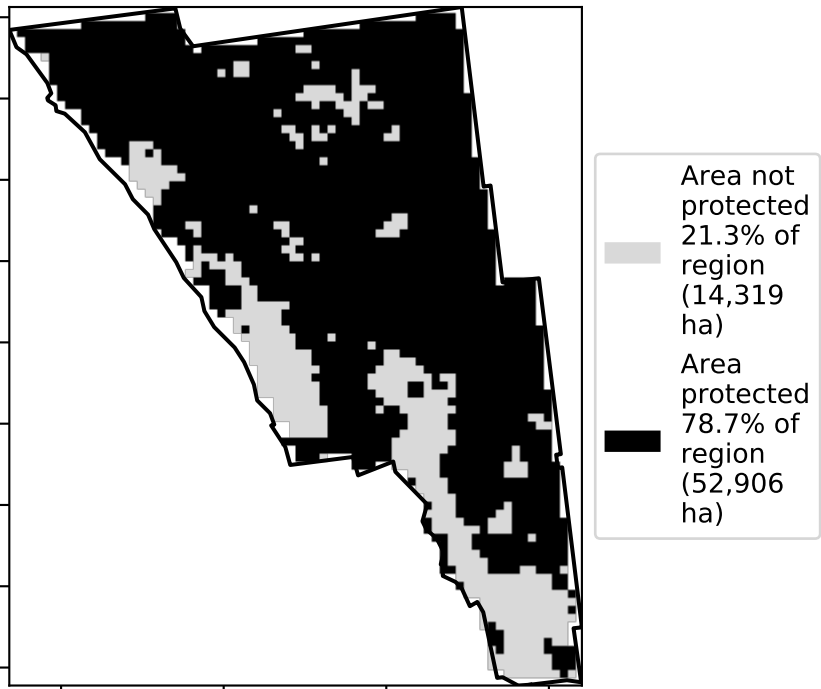 Area not
protected
21.3% of
region
(14,319
ha)
Area
protected
78.7% of
region
(52,906
ha)